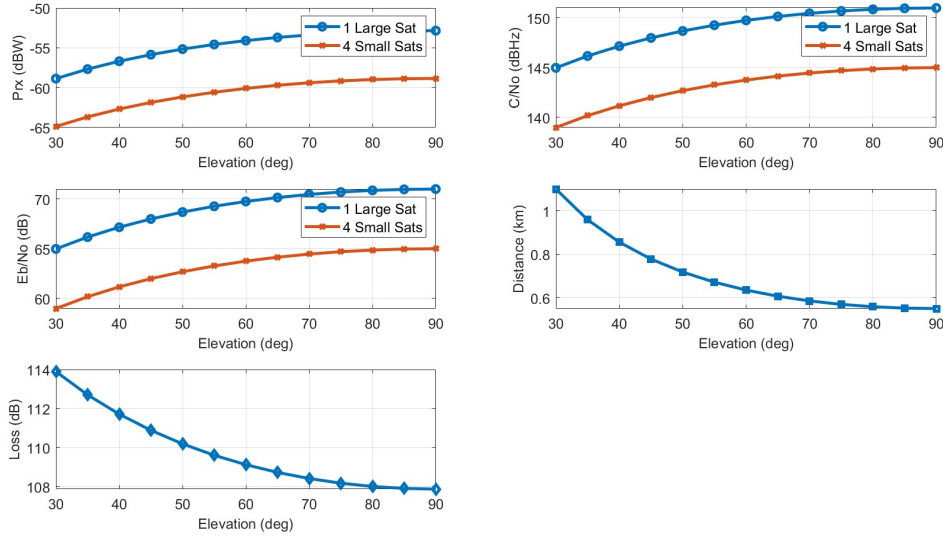 -50
-55
-60
-65
Prx (dBW)
1 Large Sat
4 Small Sats
30 40 50 60 70 80 90
Elevation (deg)
150
145
140
C/No (dBHz)
1 Large Sat
4 Small Sats
30 40 50 60 70 80 90
Elevation (deg)
70
65
60
Eb/No (dB)
1 Large Sat
4 Small Sats
30 40 50 60 70 80 90
Elevation (deg)
1
0.8
0.6
Distance (km)
30 40 50 60 70 80 90
Elevation (deg)
114
112
110
108
Loss (dB)
30 40 50 60 70 80 90
Elevation (deg)